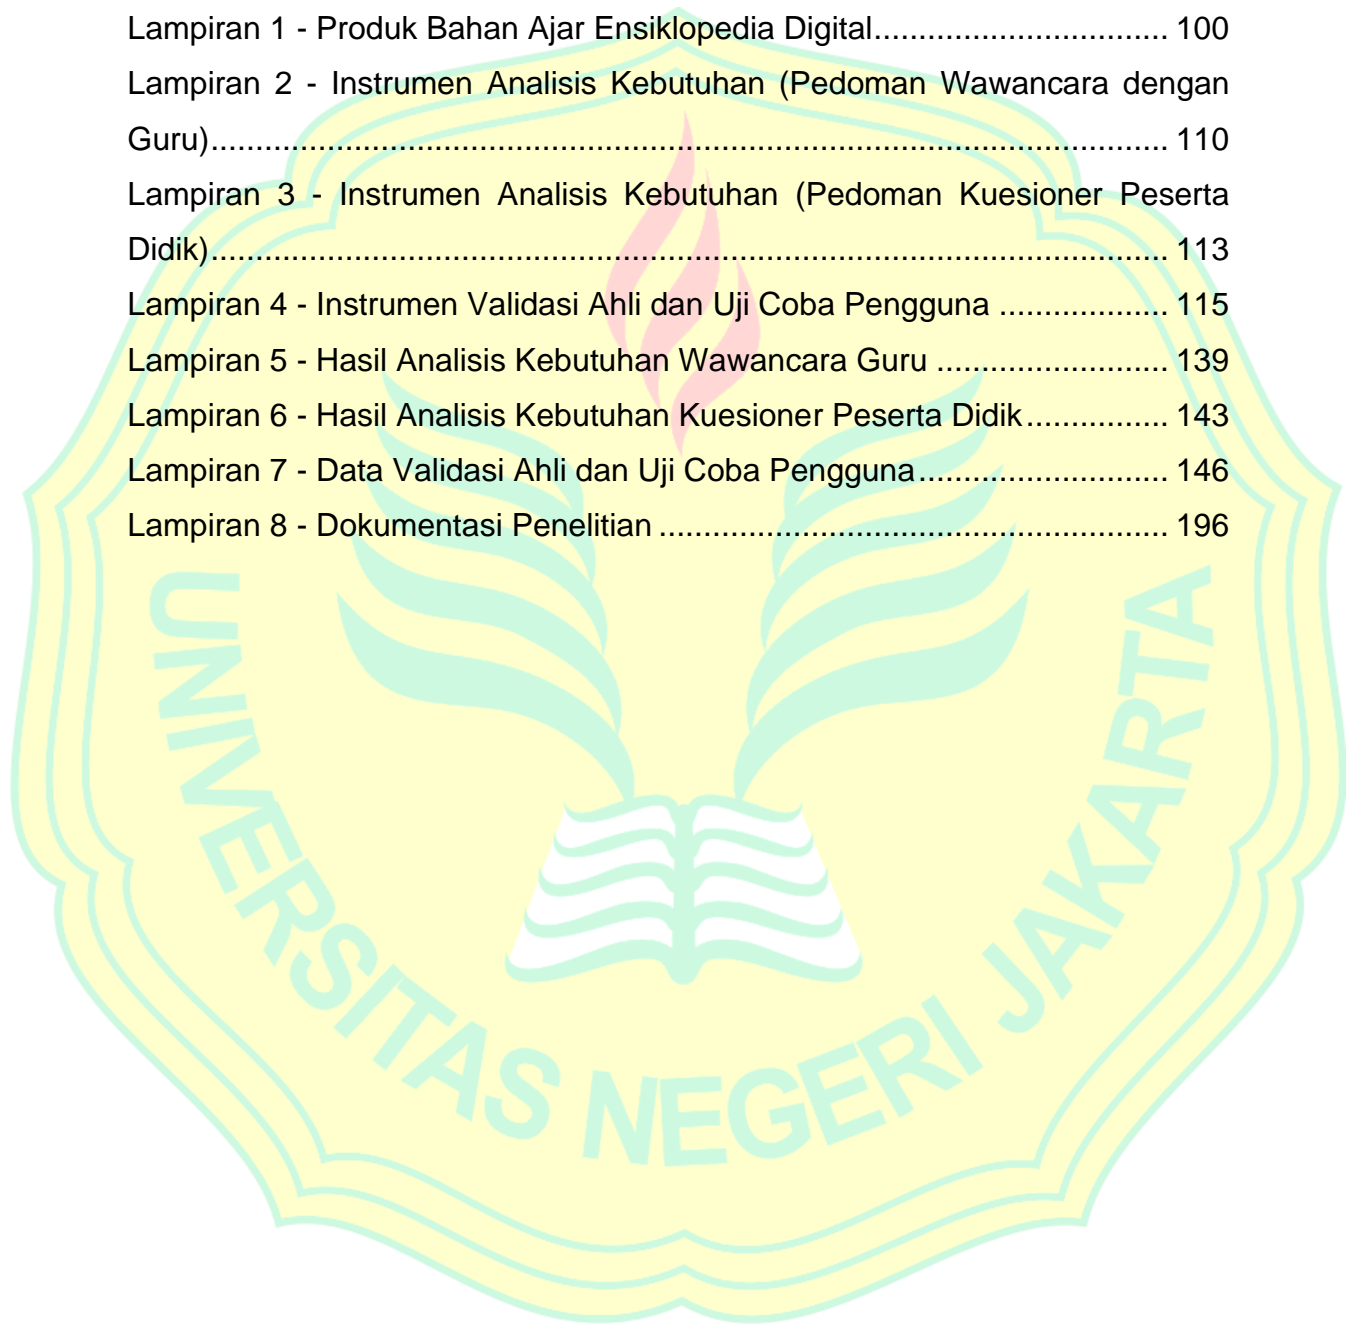 Lampiran 1 - Produk Bahan Ajar Ensiklopedia Digital................................. 100
Lampiran 2 - Instrumen Analisis Kebutuhan (Pedoman Wawancara dengan
Guru)........................................................................................................... 110
Lampiran 3 - Instrumen Analisis Kebutuhan (Pedoman Kuesioner Peserta
Didik)........................................................................................................... 113
Lampiran 4 - Instrumen Validasi Ahli dan Uji Coba Pengguna ................... 115
Lampiran 5 - Hasil Analisis Kebutuhan Wawancara Guru .......................... 139
Lampiran 6 - Hasil Analisis Kebutuhan Kuesioner Peserta Didik................ 143
Lampiran 7 - Data Validasi Ahli dan Uji Coba Pengguna............................ 146
Lampiran 8 - Dokumentasi Penelitian ......................................................... 196
UNIVERSITAS NEGERI JAKARTA